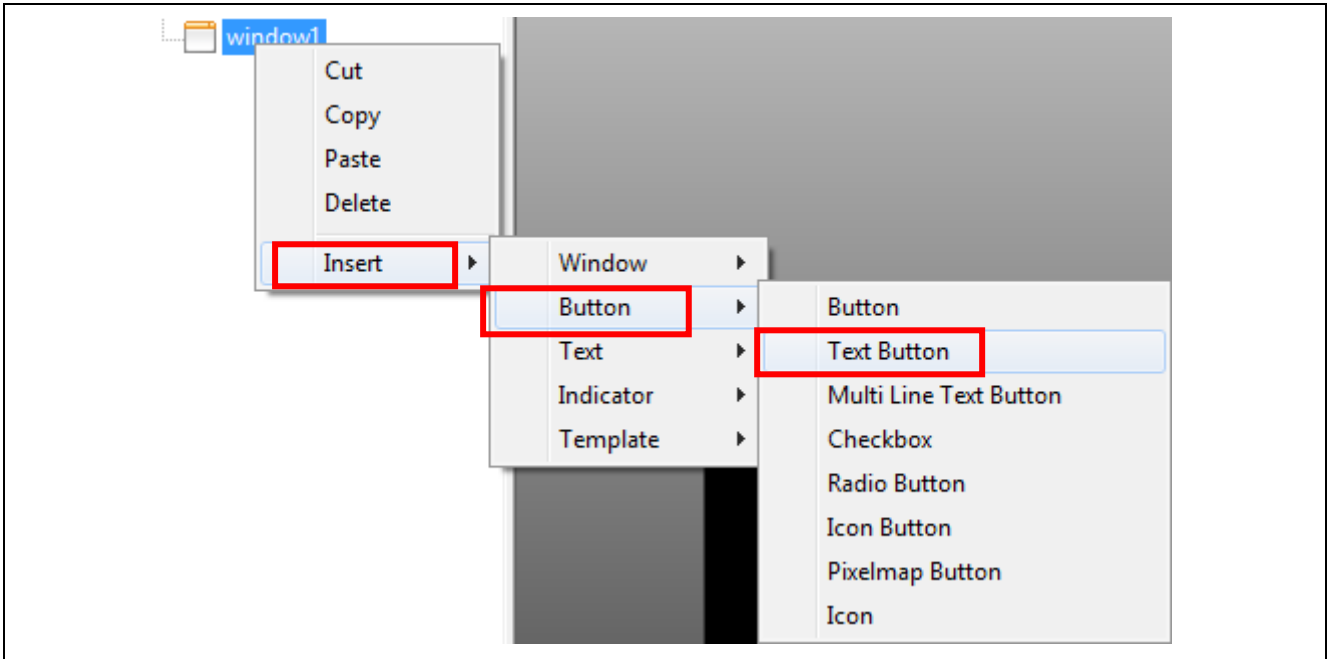 window1
Cut
Copy
Paste
Delete
Insert
Window
Button
Text
Indicator
Template
Button
Text Button
Multi Line Text Button
Checkbox
Radio Button
Icon Button
Pixelmap Button
Icon